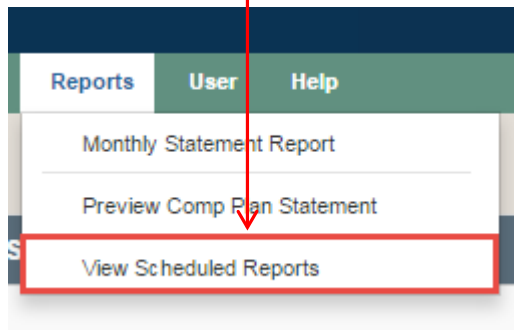 Reports User Help
Monthly Statement Report
Preview Comp Plan Statement
S
View Scheduled Reports